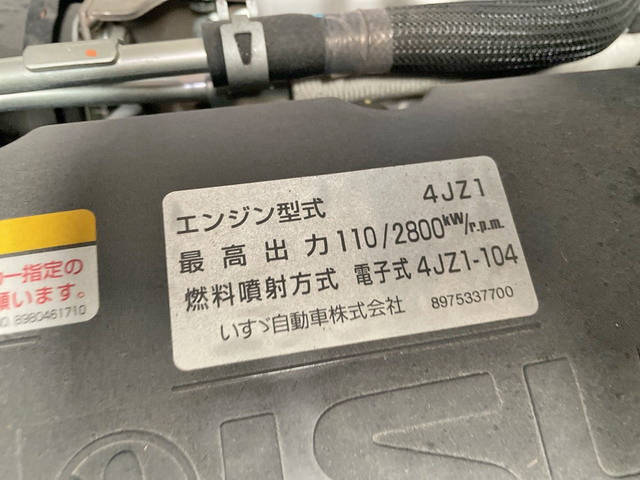 エンジン型式 4JZ1
最高出力 110/2800kW/r.p.m.
燃料噴射方式 電子式 4JZ1-104
いすゞ自動車株式会社 8975337700
指定の
願います。
8980461710